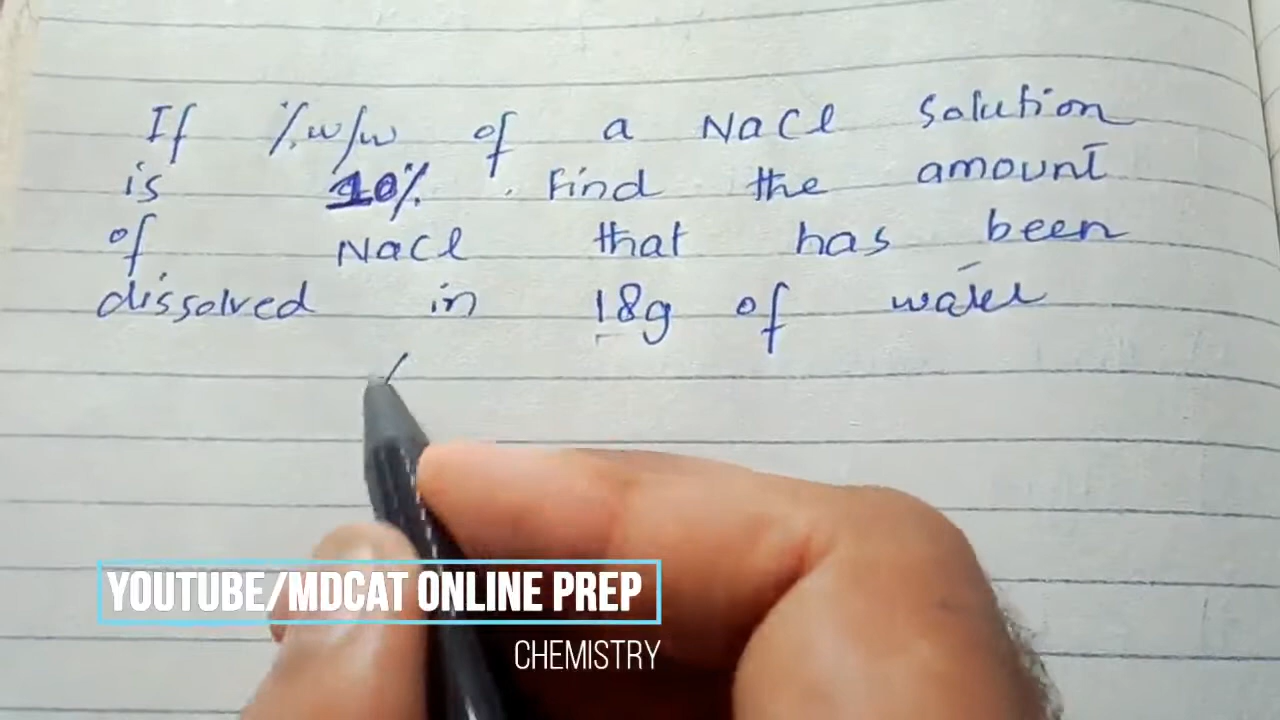 If %w/w of a NaCl solution
is 10%. Find the amount
of NaCl that has been
dissolved in 18g of water
YOUTUBE/MDCAT ONLINE PREP
CHEMISTRY